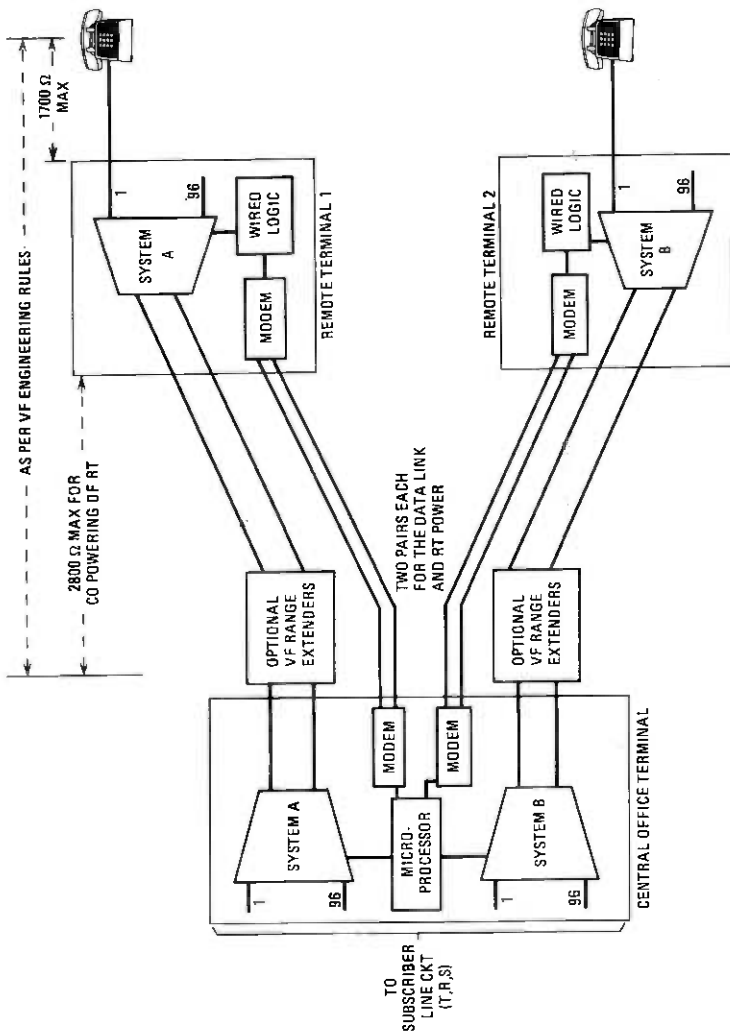 AS PER VF ENGINEERING RULES
1700 Ω
MAX
2800 Ω MAX FOR
CO POWERING OF RT
1
96
SYSTEM
A
WIRED
LOGIC
MODEM
REMOTE TERMINAL 1
OPTIONAL
VF RANGE
EXTENDERS
TWO PAIRS EACH
FOR THE DATA LINK
AND RT POWER
1
96
SYSTEM A
MODEM
MICRO-
PROCESSOR
MODEM
1
96
SYSTEM B
CENTRAL OFFICE TERMINAL
TO
SUBSCRIBER
LINE CKT
(T,R,S)
OPTIONAL
VF RANGE
EXTENDERS
REMOTE TERMINAL 2
WIRED
LOGIC
MODEM
1
96
SYSTEM
B